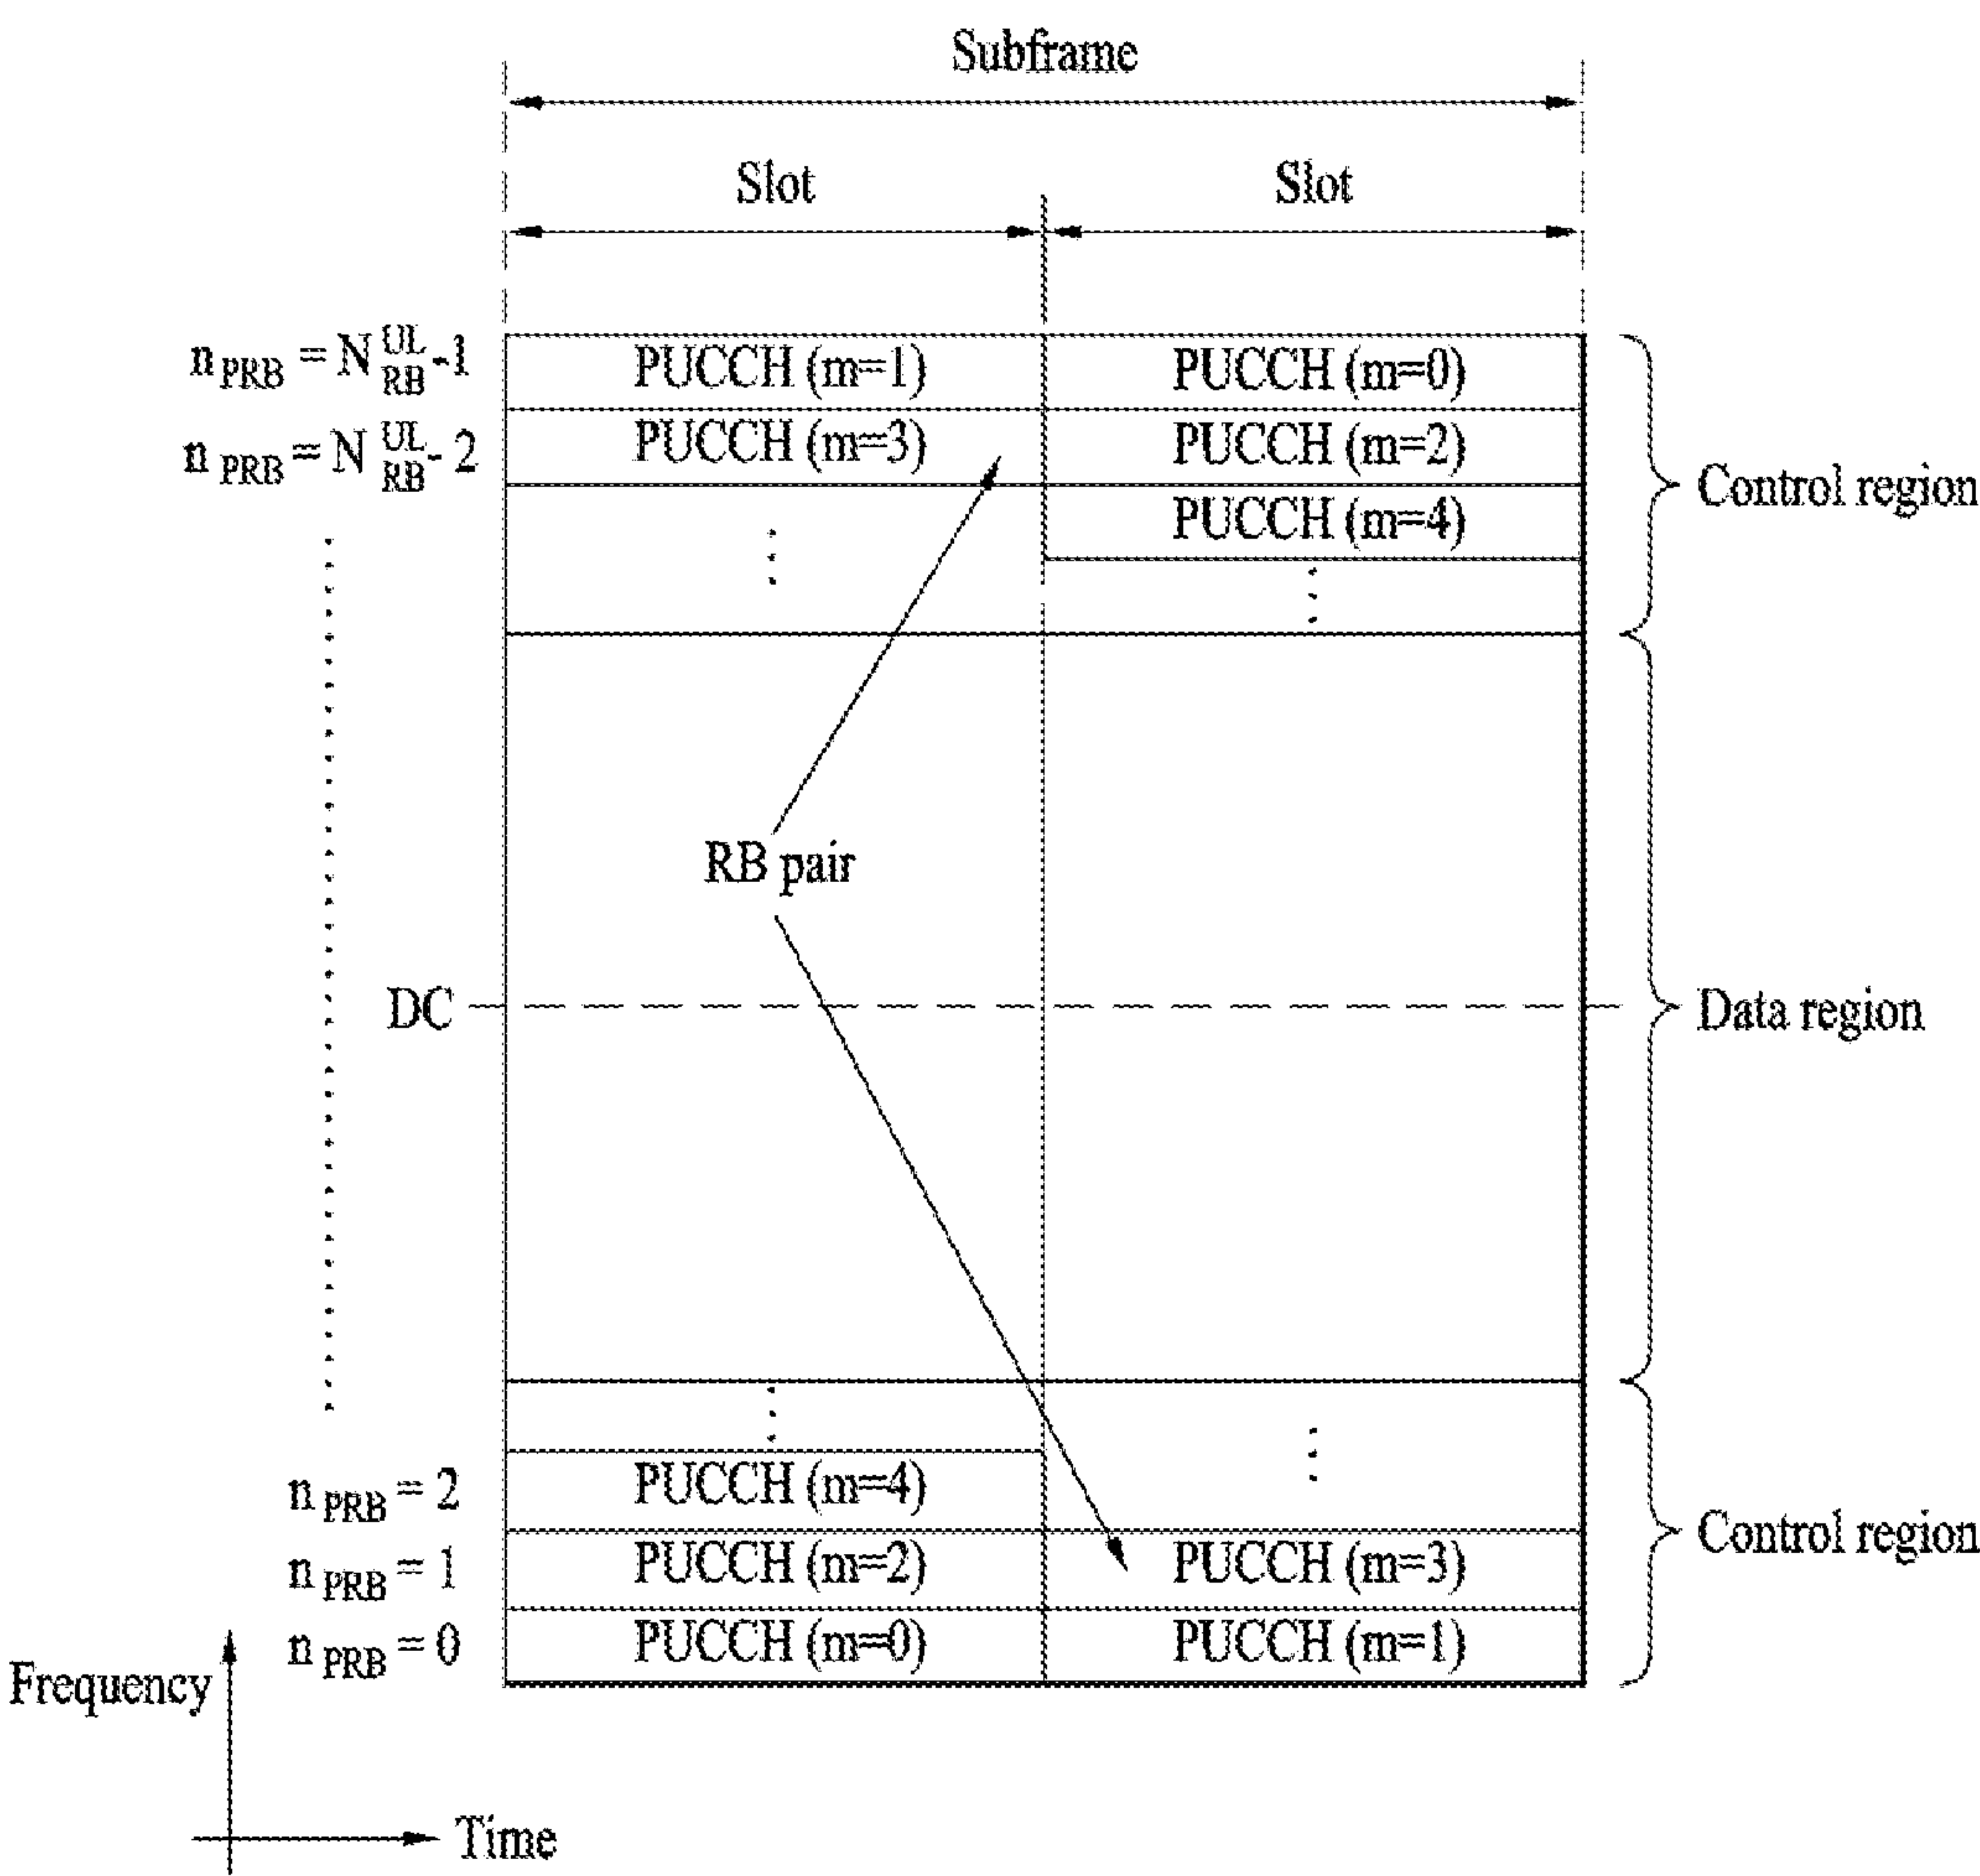 Subframe
Slot Slot
n PRB = N UL RB -1 PUCCH (m=1) PUCCH (m=0)
n PRB = N UL RB - 2 PUCCH (m=3) PUCCH (m=2)
Control region
PUCCH (m=4)
RB pair
DC Data region
n PRB = 2 PUCCH (m=4)
Control region
n PRB = 1 PUCCH (m=2) PUCCH (m=3)
n PRB = 0 PUCCH (m=0) PUCCH (m=1)
Frequency
Time